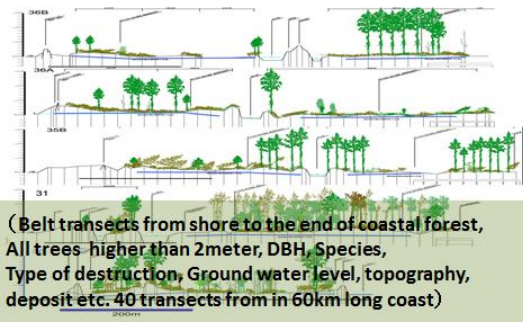 36B
36A
35B
31
（Belt transects from shore to the end of coastal forest,
All trees higher than 2meter, DBH, Species,
Type of destruction, Ground water level, topography,
deposit etc. 40 transects from in 60km long coast）
200m